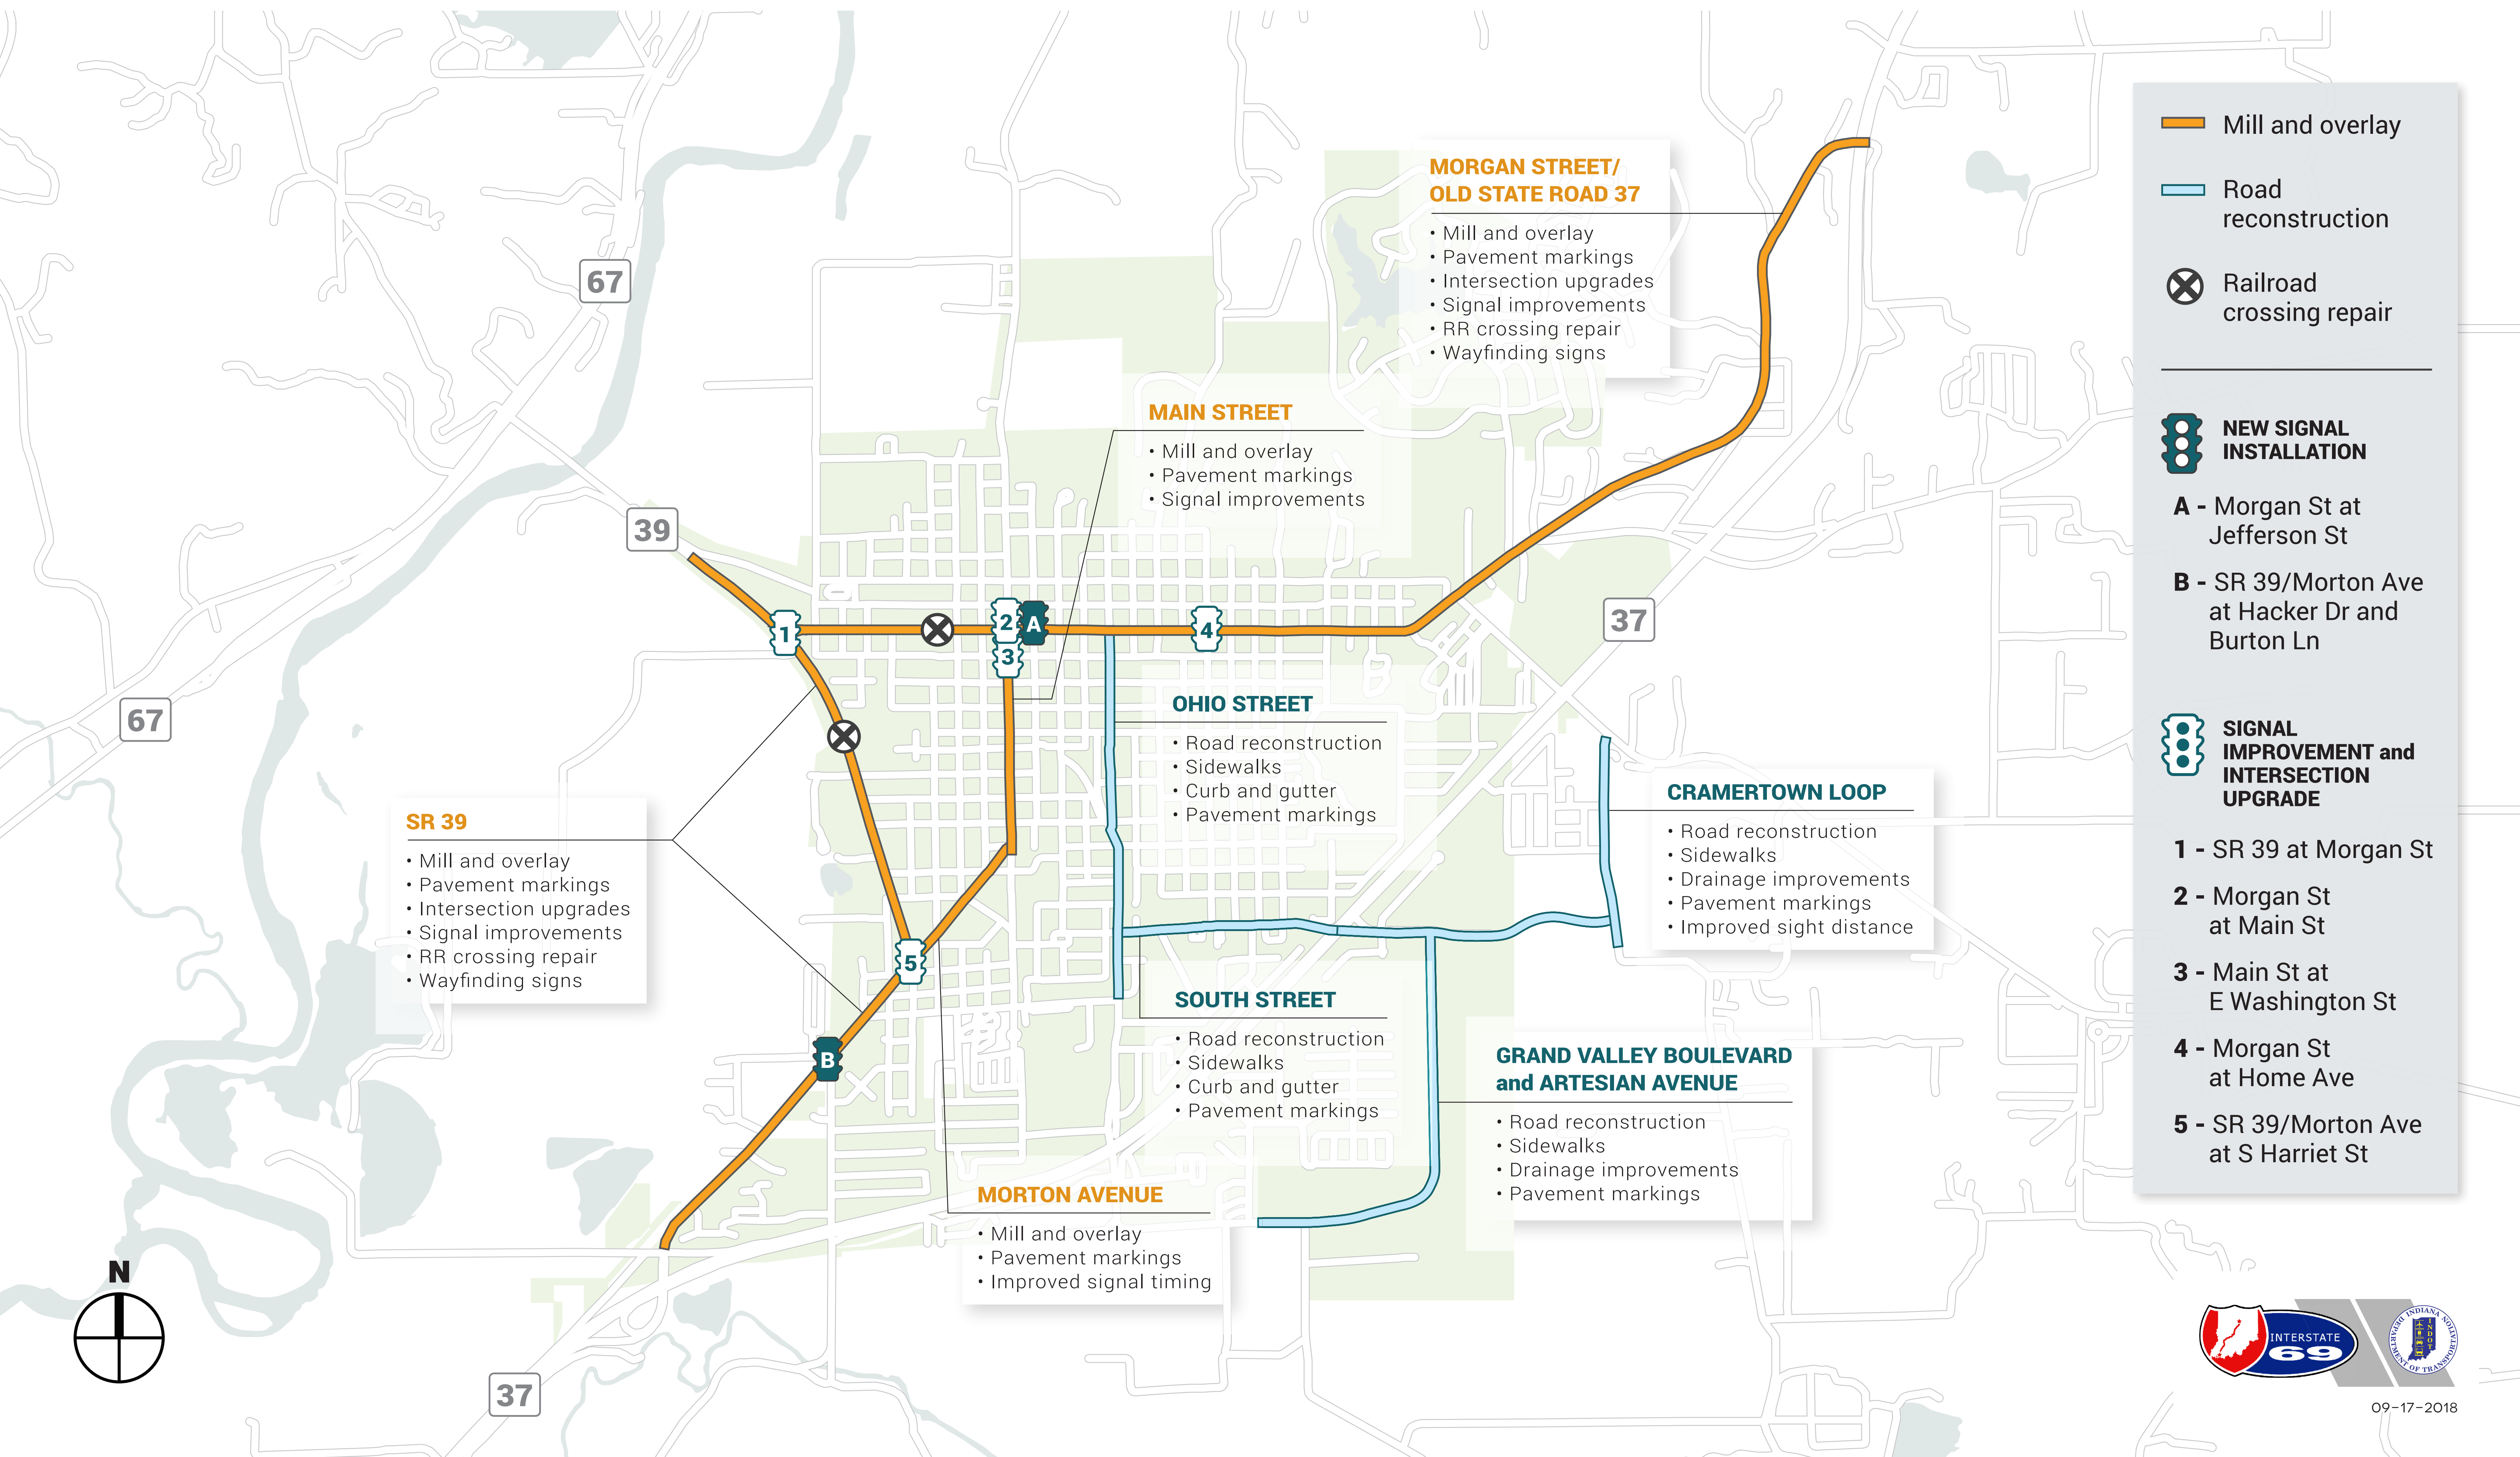 MORGAN STREET/
OLD STATE ROAD 37
• Mill and overlay
• Pavement markings
• Intersection upgrades
• Signal improvements
• RR crossing repair
• Wayfinding signs
67
MAIN STREET
• Mill and overlay
• Pavement markings
• Signal improvements
39
1
2
A
3
4
37
67
OHIO STREET
• Road reconstruction
• Sidewalks
• Curb and gutter
• Pavement markings
CRAMERTOWN LOOP
• Road reconstruction
• Sidewalks
• Drainage improvements
• Pavement markings
• Improved sight distance
SR 39
• Mill and overlay
• Pavement markings
• Intersection upgrades
• Signal improvements
• RR crossing repair
• Wayfinding signs
5
B
SOUTH STREET
• Road reconstruction
• Sidewalks
• Curb and gutter
• Pavement markings
GRAND VALLEY BOULEVARD
and ARTESIAN AVENUE
• Road reconstruction
• Sidewalks
• Drainage improvements
• Pavement markings
MORTON AVENUE
• Mill and overlay
• Pavement markings
• Improved signal timing
N
37
Mill and overlay
Road
reconstruction
Railroad
crossing repair
NEW SIGNAL
INSTALLATION
A - Morgan St at
Jefferson St
B - SR 39/Morton Ave
at Hacker Dr and
Burton Ln
SIGNAL
IMPROVEMENT and
INTERSECTION
UPGRADE
1 - SR 39 at Morgan St
2 - Morgan St
at Main St
3 - Main St at
E Washington St
4 - Morgan St
at Home Ave
5 - SR 39/Morton Ave
at S Harriet St
INTERSTATE
69
INDIANA
DEPARTMENT OF TRANSPORTATION
INDOT
09-17-2018